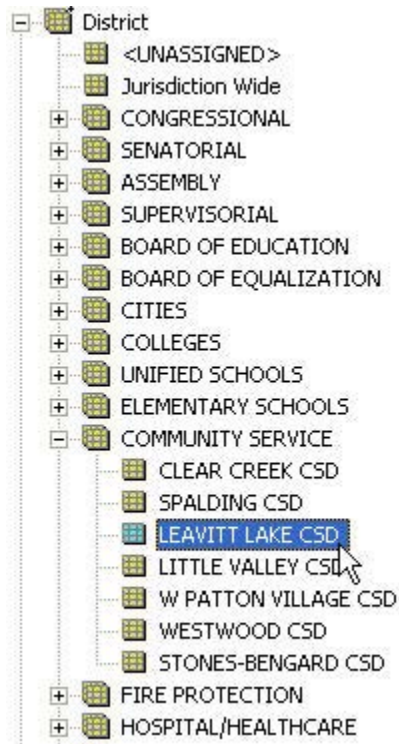 District
<UNASSIGNED>
Jurisdiction Wide
CONGRESSIONAL
SENATORIAL
ASSEMBLY
SUPERVISORIAL
BOARD OF EDUCATION
BOARD OF EQUALIZATION
CITIES
COLLEGES
UNIFIED SCHOOLS
ELEMENTARY SCHOOLS
COMMUNITY SERVICE
CLEAR CREEK CSD
SPALDING CSD
LEAVITT LAKE CSD
LITTLE VALLEY CSD
W PATTON VILLAGE CSD
WESTWOOD CSD
STONES-BENGARD CSD
FIRE PROTECTION
HOSPITAL/HEALTHCARE